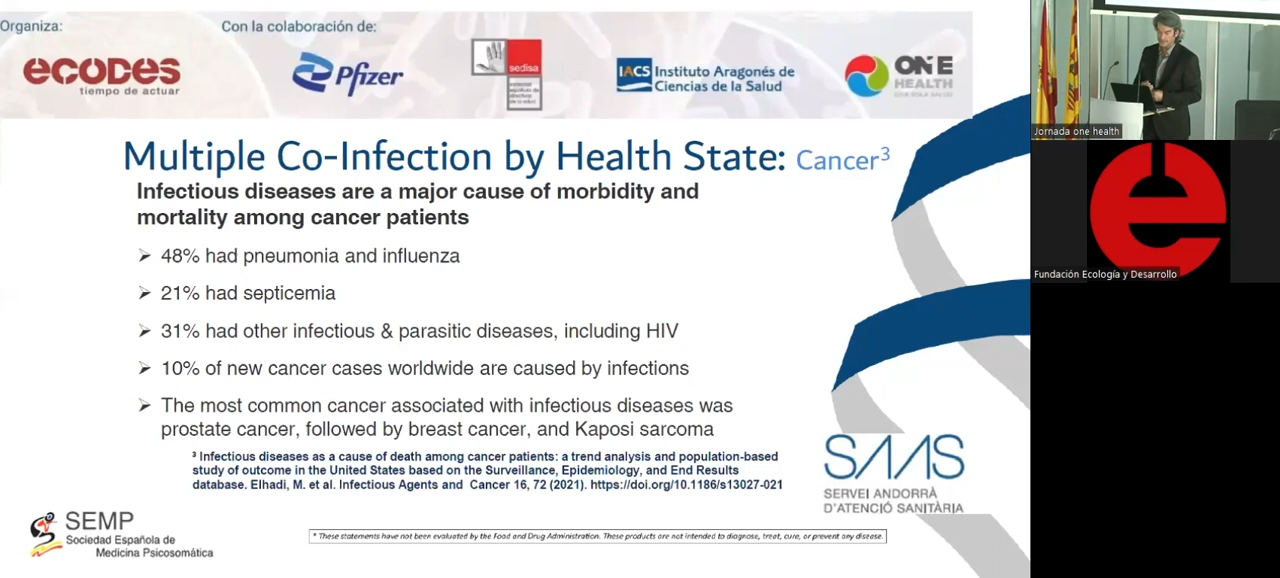 Organiza:
Con la colaboración de:
ecodes
tiempo de actuar
Pfizer
sedisa
IACS Instituto Aragonés de
Ciencias de la Salud
ONE
HEALTH
Jornada one health
Multiple Co-Infection by Health State: Cancer³
Infectious diseases are a major cause of morbidity and
mortality among cancer patients
➢ 48% had pneumonia and influenza
➢ 21% had septicemia
➢ 31% had other infectious & parasitic diseases, including HIV
➢ 10% of new cancer cases worldwide are caused by infections
➢ The most common cancer associated with infectious diseases was
prostate cancer, followed by breast cancer, and Kaposi sarcoma
³ Infectious diseases as a cause of death among cancer patients: a trend analysis and population-based
study of outcome in the United States based on the Surveillance, Epidemiology, and End Results
database. Elhadi, M. et al. Infectious Agents and Cancer 16, 72 (2021). https://doi.org/10.1186/s13027-021
e
Fundación Ecología y Desarrollo
SAAS
SERVEI ANDORRÀ
D'ATENCIÓ SANITÀRIA
SEMP
Sociedad Española de
Medicina Psicosomática
* These statements have not been evaluated by the Food and Drug Administration. These products are not intended to diagnose, treat, cure, or prevent any disease.